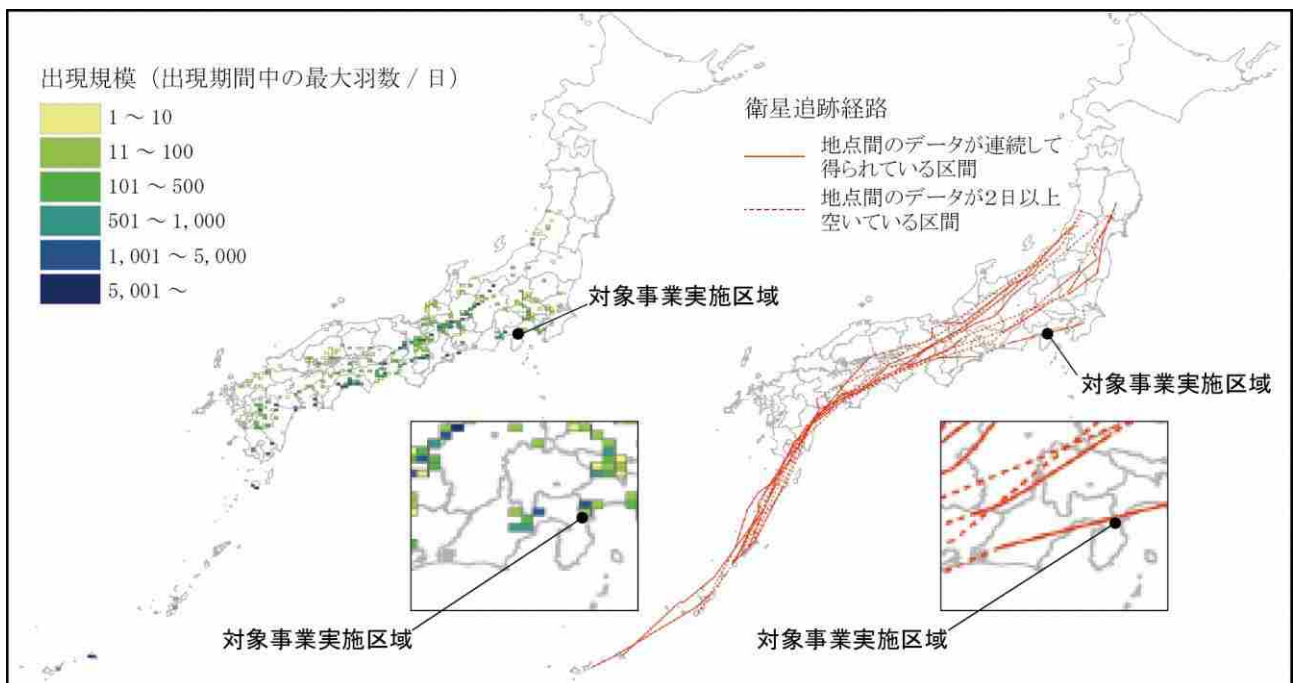 出現規模（出現期間中の最大羽数 / 日）
1 ～ 10
11 ～ 100
101 ～ 500
501 ～ 1,000
1,001 ～ 5,000
5,001 ～
対象事業実施区域
対象事業実施区域
衛星追跡経路
地点間のデータが連続して
得られている区間
地点間のデータが2日以上
空いている区間
対象事業実施区域
対象事業実施区域